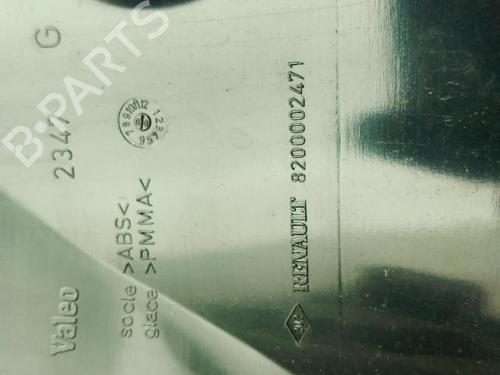 Valeo 2347 G
socle >ABS<
glace >PMMA<
RENAULT 8200002471
B-PARTS